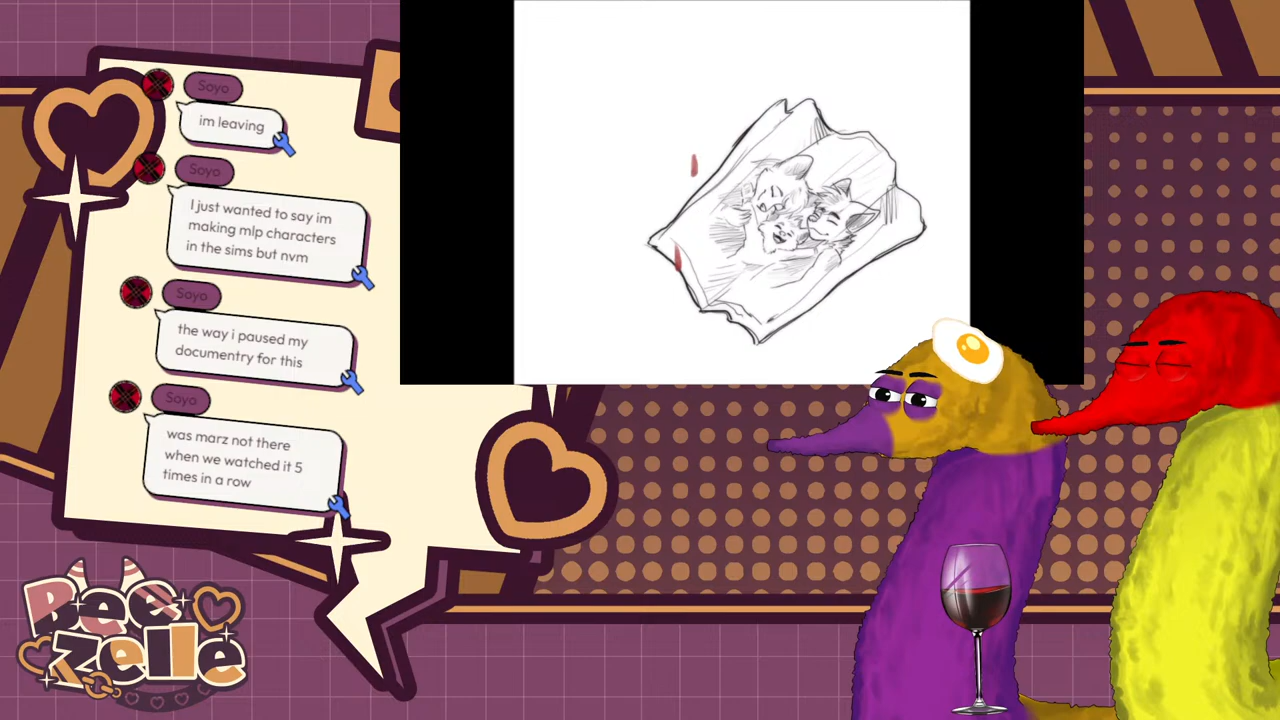 Soyo
im leaving
Soyo
I just wanted to say im
making mlp characters
in the sims but nvm
Soyo
the way i paused my
documentry for this
Soyo
was marz not there
when we watched it 5
times in a row
Bee
Zelle